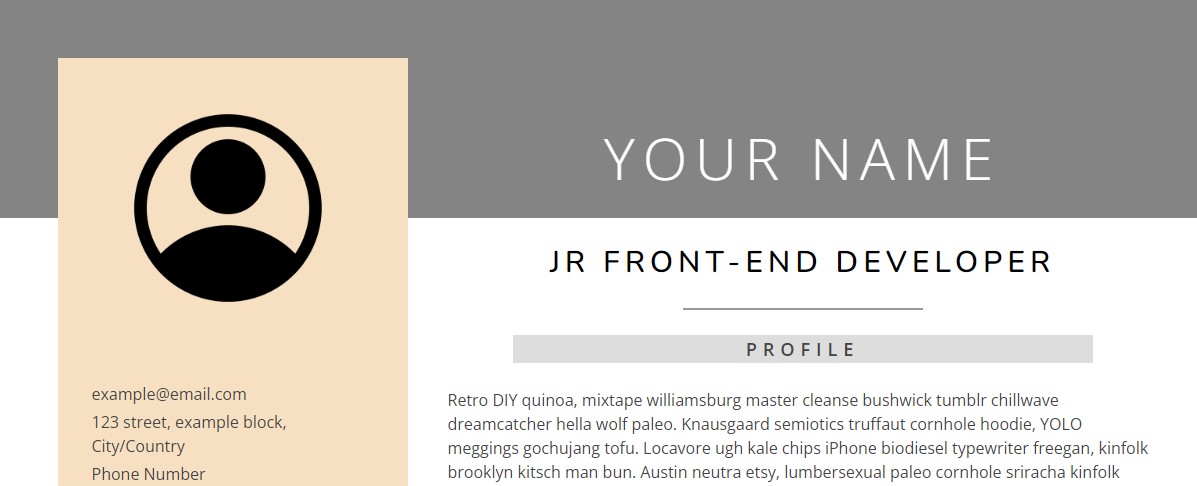 YOUR NAME
JR FRONT-END DEVELOPER
PROFILE
example@email.com
123 street, example block,
City/Country
Phone Number
Retro DIY quinoa, mixtape williamsburg master cleanse bushwick tumblr chillwave
dreamcatcher hella wolf paleo. Knausgaard semiotics truffaut cornhole hoodie, YOLO
meggings gochujang tofu. Locavore ugh kale chips iPhone biodiesel typewriter freegan, kinfolk
brooklyn kitsch man bun. Austin neutra etsy, lumbersexual paleo cornhole sriracha kinfolk